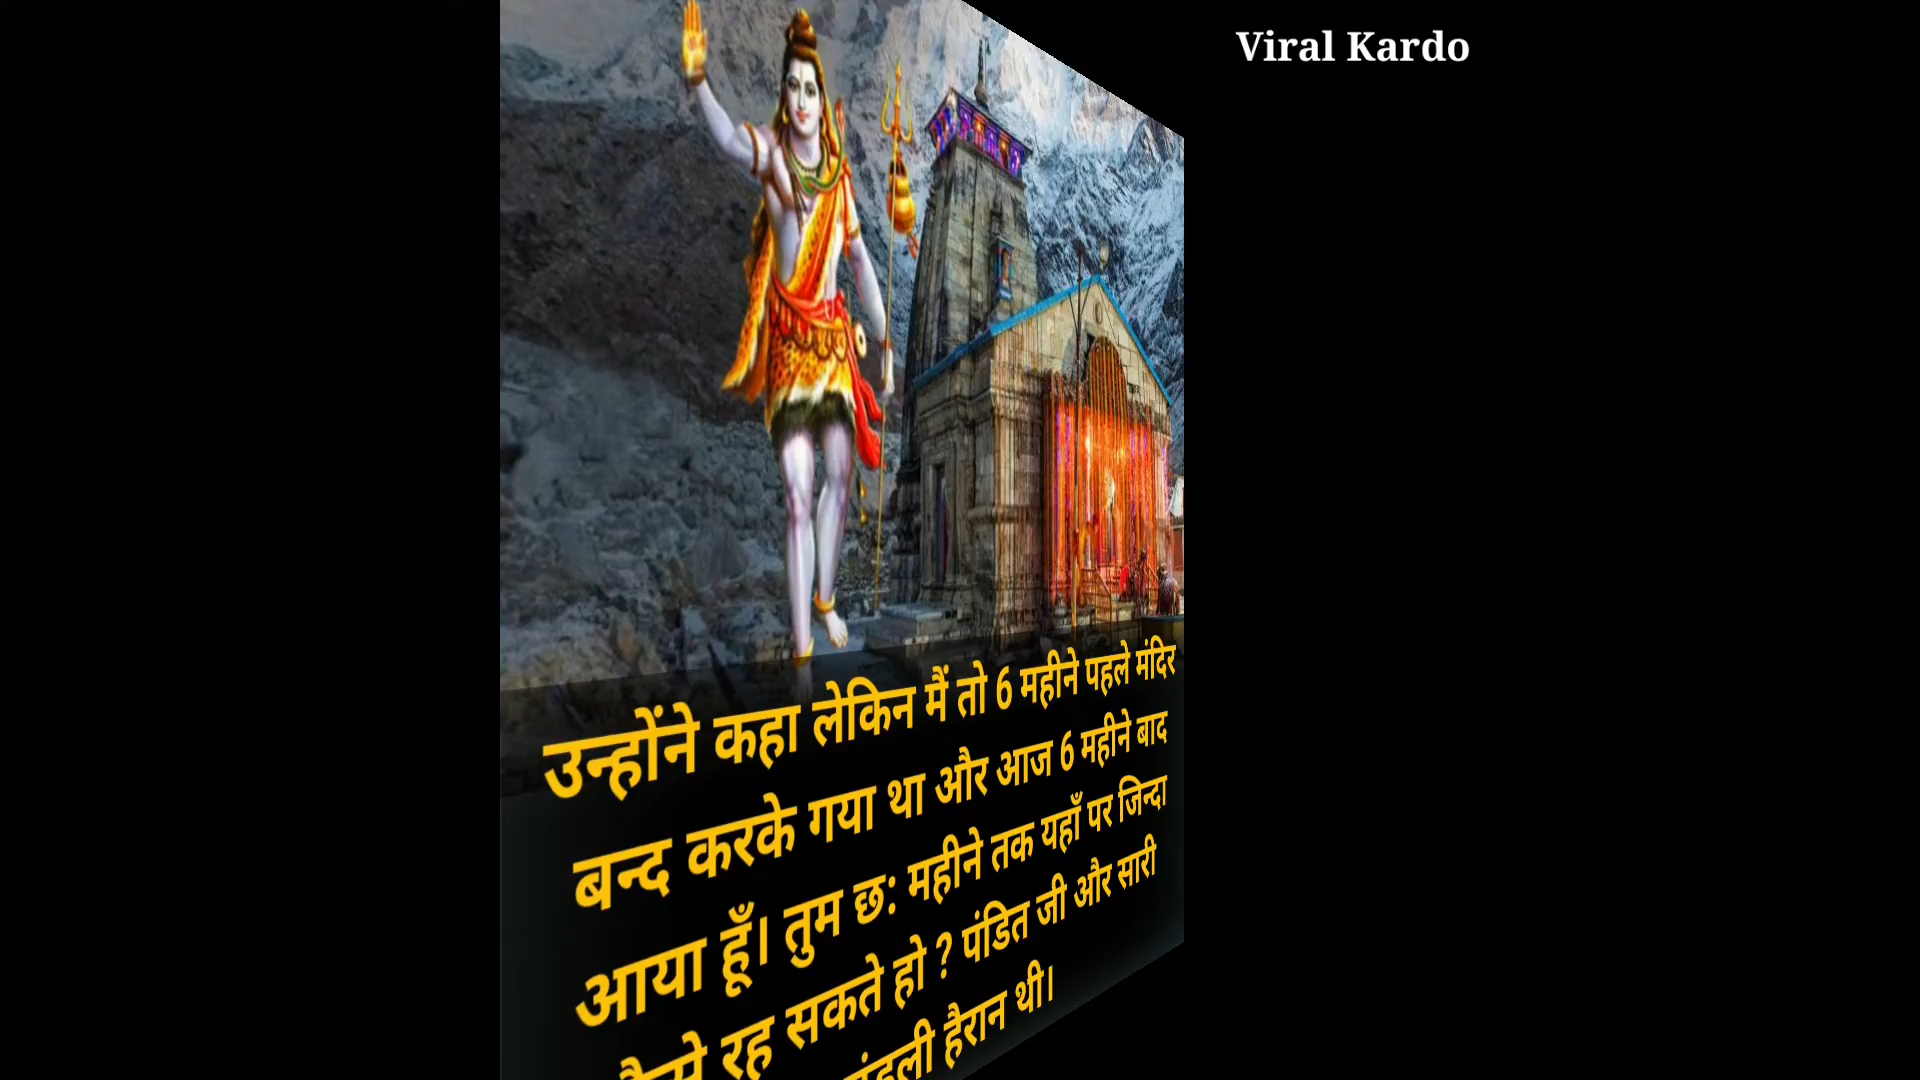 Viral Kardo
उन्होंने कहा लेकिन मैं तो 6 महीने पहले मंदिर
बन्द करके गया था और आज 6 महीने बाद
आया हूँ। तुम छ: महीने तक यहाँ पर जिन्दा
कैसे रह सकते हो ? पंडित जी और सारी
मंडली हैरान थी।